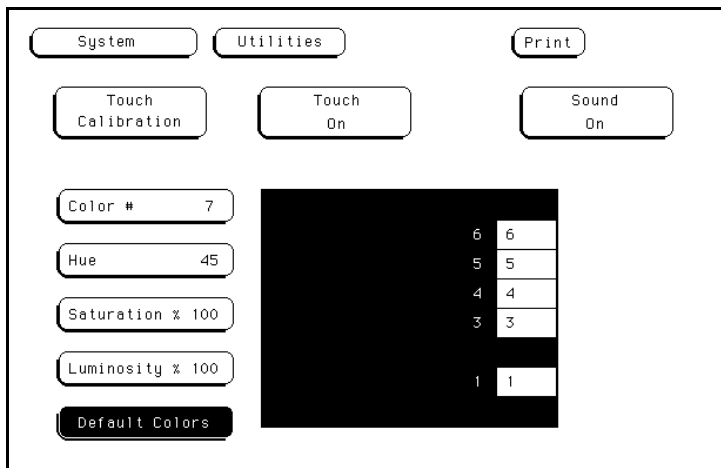 System Utilities Print
Touch Calibration
Touch On
Sound On
Color # 7
Hue 45
Saturation % 100
Luminosity % 100
Default Colors
6 6
5 5
4 4
3 3
1 1